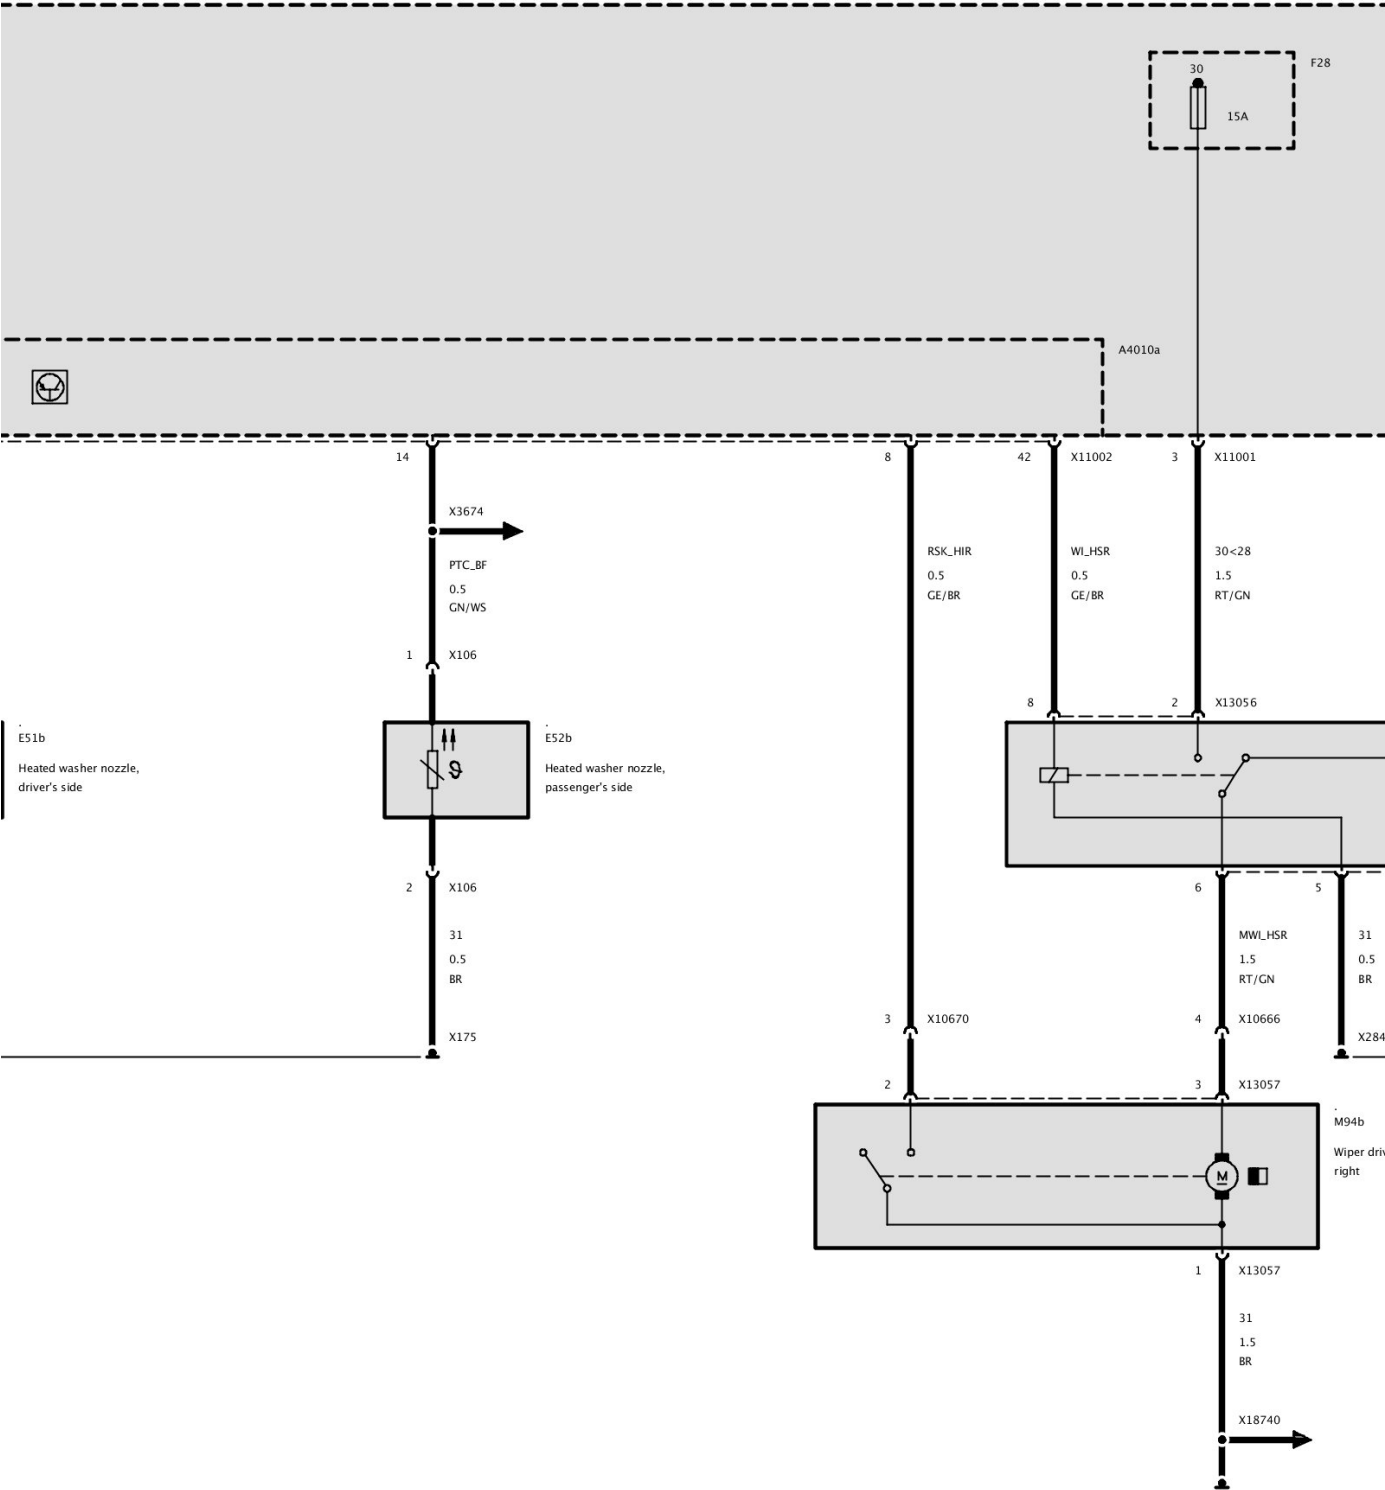 F28
30
15A
A4010a
14
8
42
X11002
3
X11001
X3674
RSK_HIR
0.5
GE/BR
WI_HSR
0.5
GE/BR
30<28
1.5
RT/GN
PTC_BF
0.5
GN/WS
1
X106
8
2
X13056
.
E51b
Heated washer nozzle,
driver's side
.
E52b
Heated washer nozzle,
passenger's side
2
X106
6
5
31
0.5
BR
MWI_HSR
1.5
RT/GN
31
0.5
BR
3
X10670
4
X10666
X175
X284
2
3
X13057
.
M94b
Wiper driv
right
M
1
X13057
31
1.5
BR
X18740